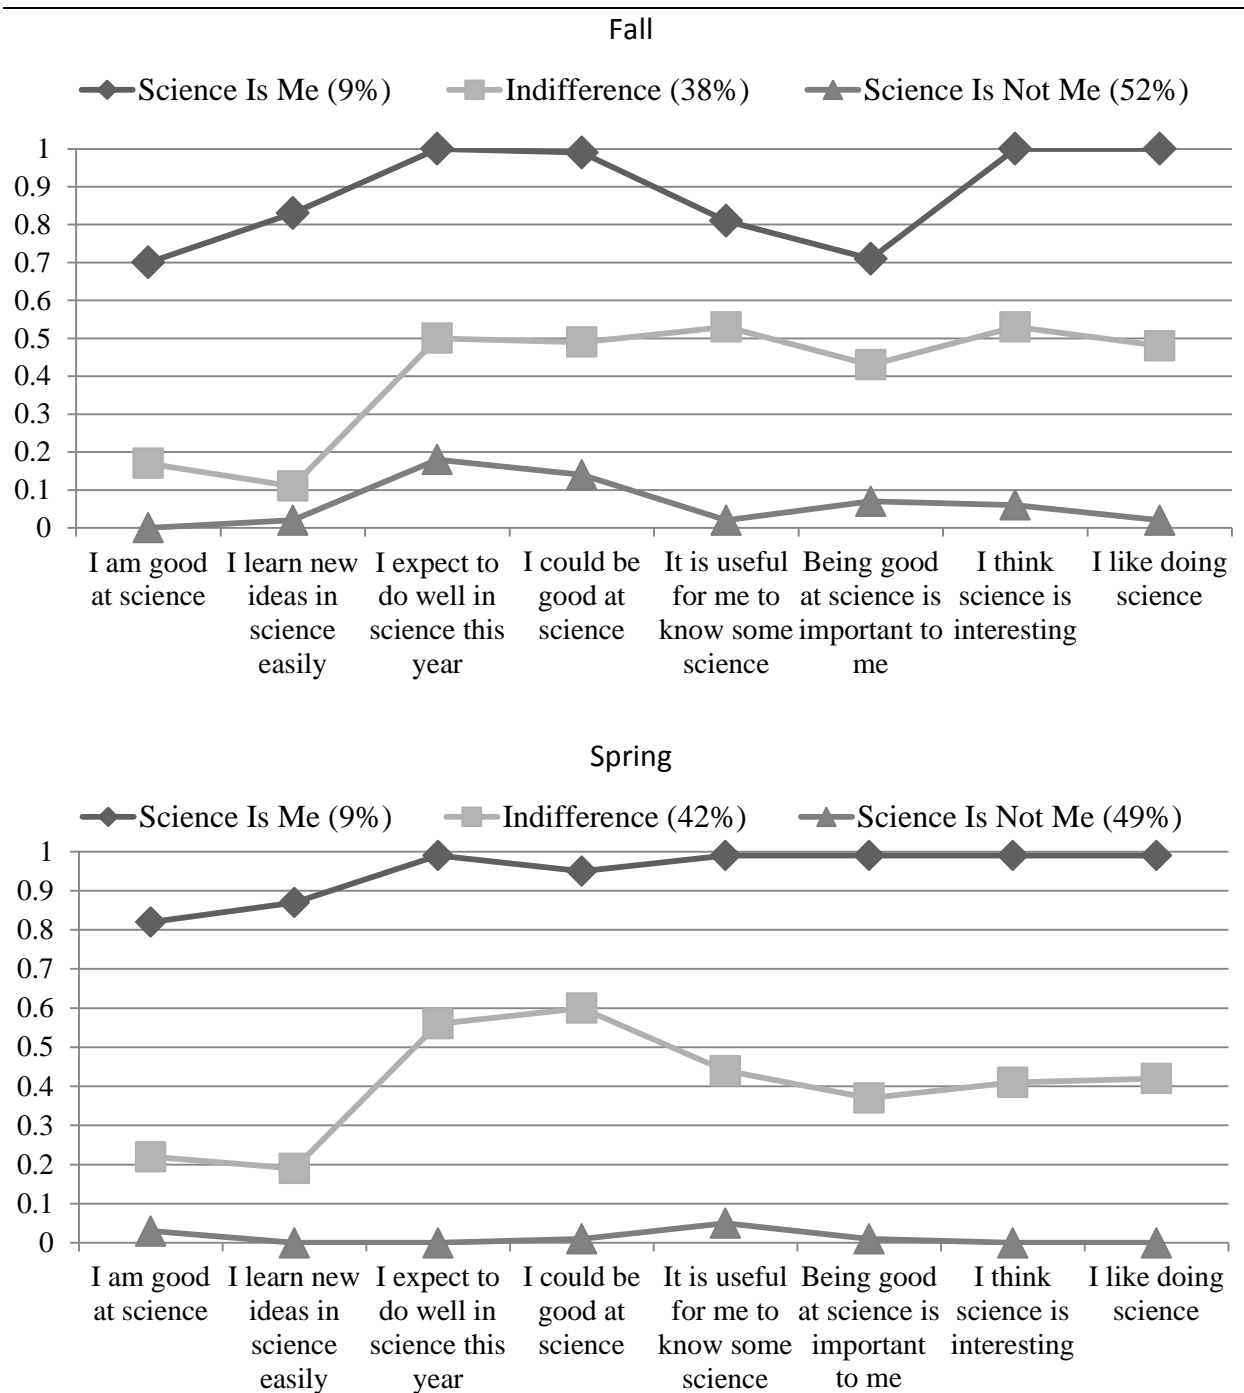 Fall
Science Is Me (9%) Indifference (38%) Science Is Not Me (52%)
1
0.9
0.8
0.7
0.6
0.5
0.4
0.3
0.2
0.1
0
I am good I learn new I expect to I could be It is useful Being good I think I like doing
at science ideas in do well in good at for me to at science is science is science
science science this science know some important to interesting
easily year science me
Spring
Science Is Me (9%) Indifference (42%) Science Is Not Me (49%)
1
0.9
0.8
0.7
0.6
0.5
0.4
0.3
0.2
0.1
0
I am good I learn new I expect to I could be It is useful Being good I think I like doing
at science ideas in do well in good at for me to at science is science is science
science science this science know some important interesting
easily year science to me